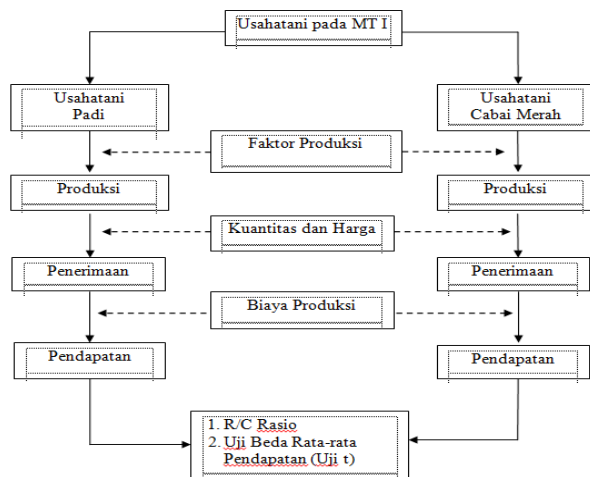 Usahatani pada MT I
Usahatani
Padi
Usahatani
Cabai Merah
Faktor Produksi
Produksi
Produksi
Kuantitas dan Harga
Penerimaan
Penerimaan
Biaya Produksi
Pendapatan
Pendapatan
1. R/C Rasio
2. Uji Beda Rata-rata
Pendapatan (Uji t)